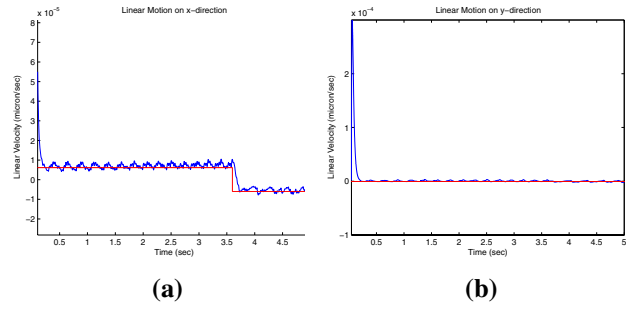 x 10⁻⁵
Linear Motion on x-direction
8
7
6
5
4
3
2
1
0
−1
−2
Linear Velocity (micron/sec)
0.5 1 1.5 2 2.5 3 3.5 4 4.5
Time (sec)
(a)
x 10⁻⁴
Linear Motion on y-direction
2
1
0
−1
Linear Velocity (micron/sec)
0.5 1 1.5 2 2.5 3 3.5 4 4.5 5
Time (sec)
(b)